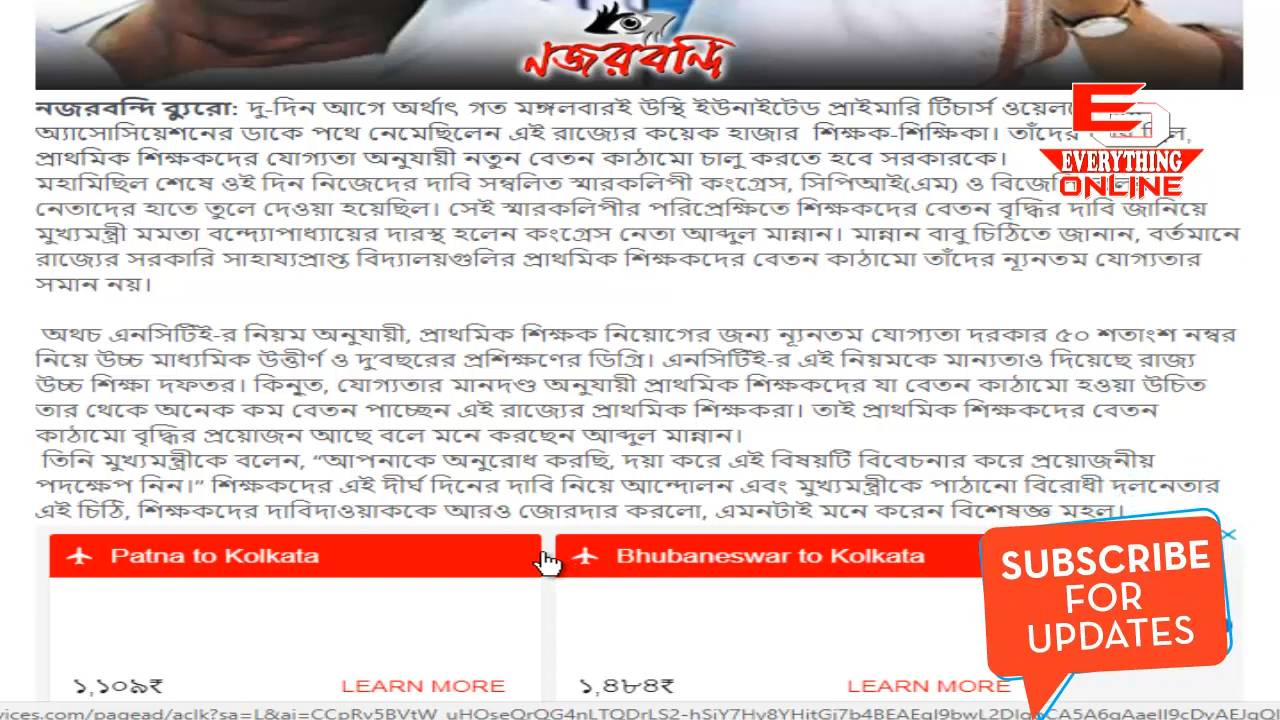 নজরবন্দি
নজরবন্দি ব্যুরো: দু-দিন আগে অর্থাৎ গত মঙ্গলবারই উস্থি ইউনাইটেড প্রাইমারি টিচার্স
অ্যাসোসিয়েশনের ডাকে পথে নেমেছিলেন এই রাজ্যের কয়েক হাজার শিক্ষক-শিক্ষিকা। তাঁদের
প্রাথমিক শিক্ষকদের যোগ্যতা অনুযায়ী নতুন বেতন কাঠামো চালু করতে হবে সরকারকে।
মহামিছিল শেষে ওই দিন নিজেদের দাবি সম্বলিত স্মারকলিপী কংগ্রেস, সিপিআই(এম) ও
নেতাদের হাতে তুলে দেওয়া হয়েছিল। সেই স্মারকলিপীর পরিপ্রেক্ষিতে শিক্ষকদের বেতন বৃদ্ধির দাবি জানিয়ে
মুখ্যমন্ত্রী মমতা বন্দ্যোপাধ্যায়ের দারস্থ হলেন কংগ্রেস নেতা আব্দুল মান্নান। মান্নান বাবু চিঠিতে জানান, বর্তমানে
রাজ্যের সরকারি সাহায্যপ্রাপ্ত বিদ্যালয়গুলির প্রাথমিক শিক্ষকদের বেতন কাঠামো তাঁদের ন্যূনতম যোগ্যতার
সমান নয়।
অথচ এনসিটিই-র নিয়ম অনুযায়ী, প্রাথমিক শিক্ষক নিয়োগের জন্য ন্যূনতম যোগ্যতা দরকার ৫০ শতাংশ নম্বর
নিয়ে উচ্চ মাধ্যমিক উত্তীর্ণ ও দু'বছরের প্রশিক্ষণের ডিগ্রি। এনসিটিই-র এই নিয়মকে মান্যতাও দিয়েছে রাজ্য
উচ্চ শিক্ষা দফতর। কিন্তু, যোগ্যতার মানদণ্ড অনুযায়ী প্রাথমিক শিক্ষকদের যা বেতন কাঠামো হওয়া উচিত
তার থেকে অনেক কম বেতন পাচ্ছেন এই রাজ্যের প্রাথমিক শিক্ষকরা। তাই প্রাথমিক শিক্ষকদের বেতন
কাঠামো বৃদ্ধির প্রয়োজন আছে বলে মনে করছেন আব্দুল মান্নান।
তিনি মুখ্যমন্ত্রীকে বলেন, “আপনাকে অনুরোধ করছি, দয়া করে এই বিষয়টি বিবেচনার করে প্রয়োজনীয়
পদক্ষেপ নিন।” শিক্ষকদের এই দীর্ঘ দিনের দাবি নিয়ে আন্দোলন এবং মুখ্যমন্ত্রীকে পাঠানো বিরোধী দলনেতার
এই চিঠি, শিক্ষকদের দাবিদাওয়াকে আরও জোরদার করলো, এমনটাই মনে করেন বিশেষজ্ঞ মহল।
EVERYTHING
ONLINE
Patna to Kolkata
Bhubaneswar to Kolkata
১,১০৯₹
LEARN MORE
১,৪৮৪₹
LEARN MORE
SUBSCRIBE
FOR
UPDATES